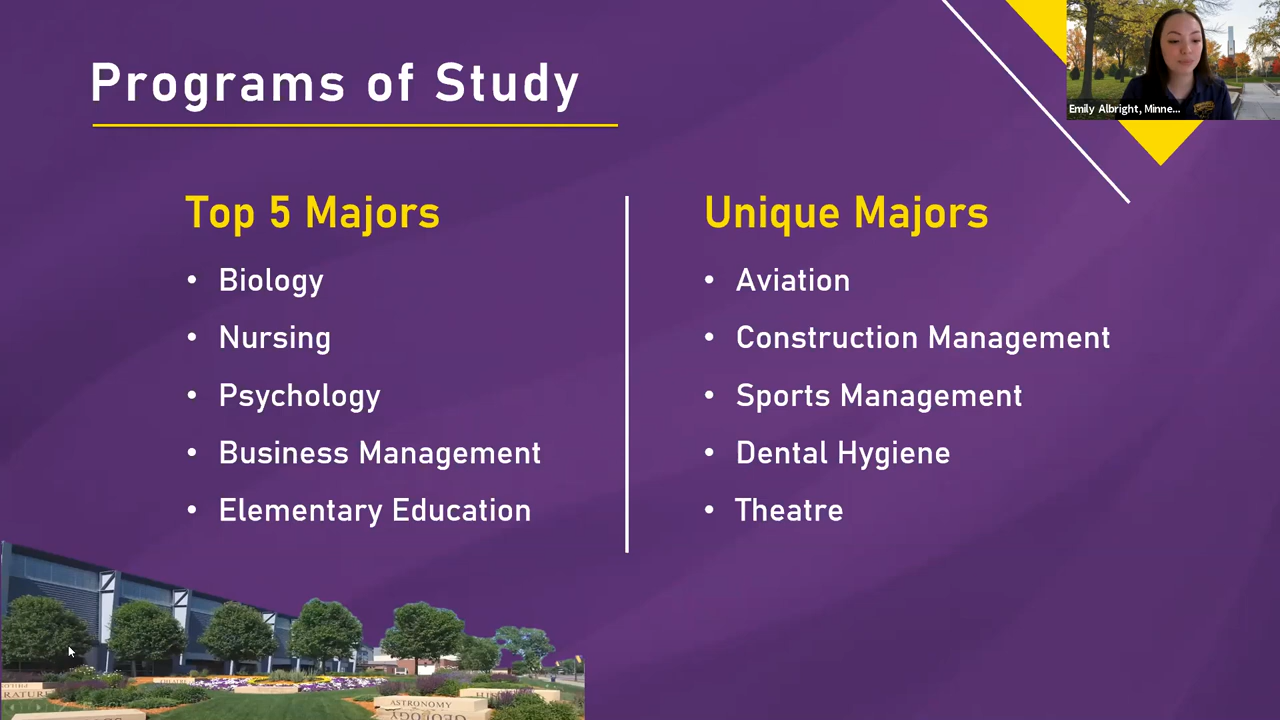 Programs of Study
Emily Albright, Minne...
Top 5 Majors
• Biology
• Nursing
• Psychology
• Business Management
• Elementary Education
Unique Majors
• Aviation
• Construction Management
• Sports Management
• Dental Hygiene
• Theatre
ASTRONOMY
GEOLOGY